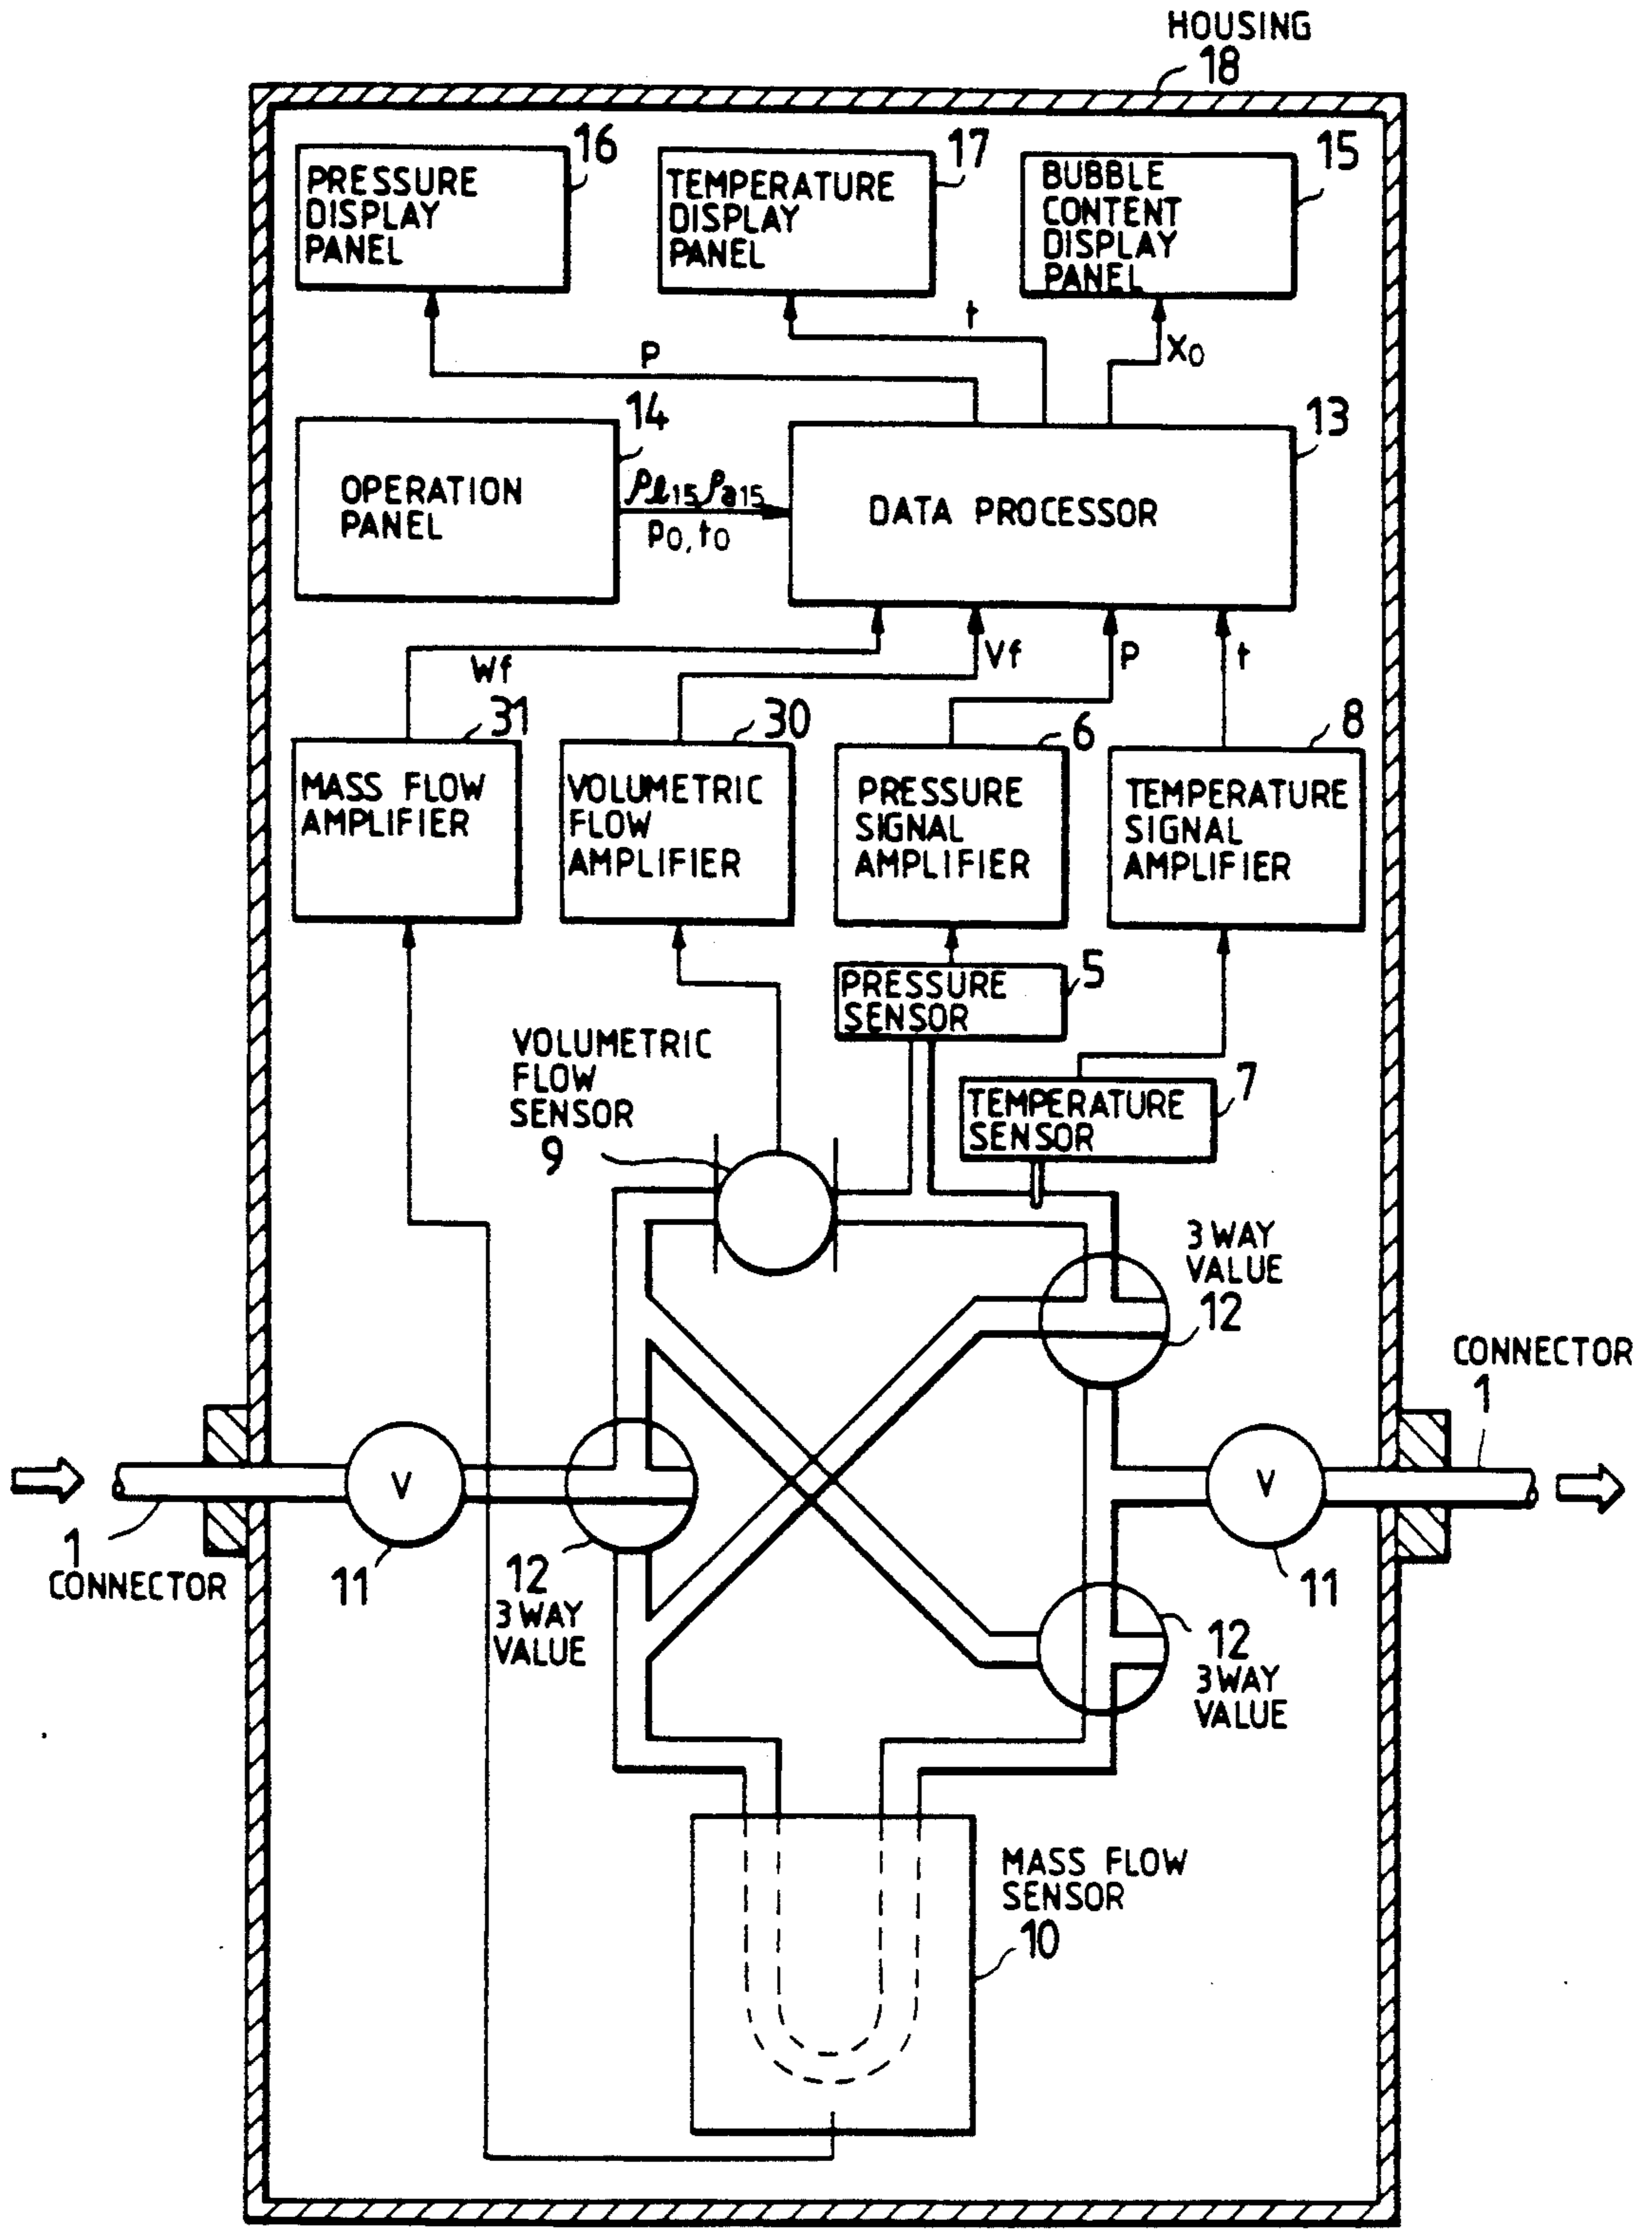 HOUSING
18
16
17
15
PRESSURE
DISPLAY
PANEL
TEMPERATURE
DISPLAY
PANEL
BUBBLE
CONTENT
DISPLAY
PANEL
t
P
X0
14
13
OPERATION
PANEL
ρl15 ρa15
P0, t0
DATA PROCESSOR
Wf
Vf
P
t
31
30
6
8
MASS FLOW
AMPLIFIER
VOLUMETRIC
FLOW
AMPLIFIER
PRESSURE
SIGNAL
AMPLIFIER
TEMPERATURE
SIGNAL
AMPLIFIER
5
PRESSURE
SENSOR
VOLUMETRIC
FLOW
SENSOR
9
7
TEMPERATURE
SENSOR
3 WAY
VALUE
12
CONNECTOR
1
V
V
1
CONNECTOR
11
12
3 WAY
VALUE
11
12
3 WAY
VALUE
MASS FLOW
SENSOR
10